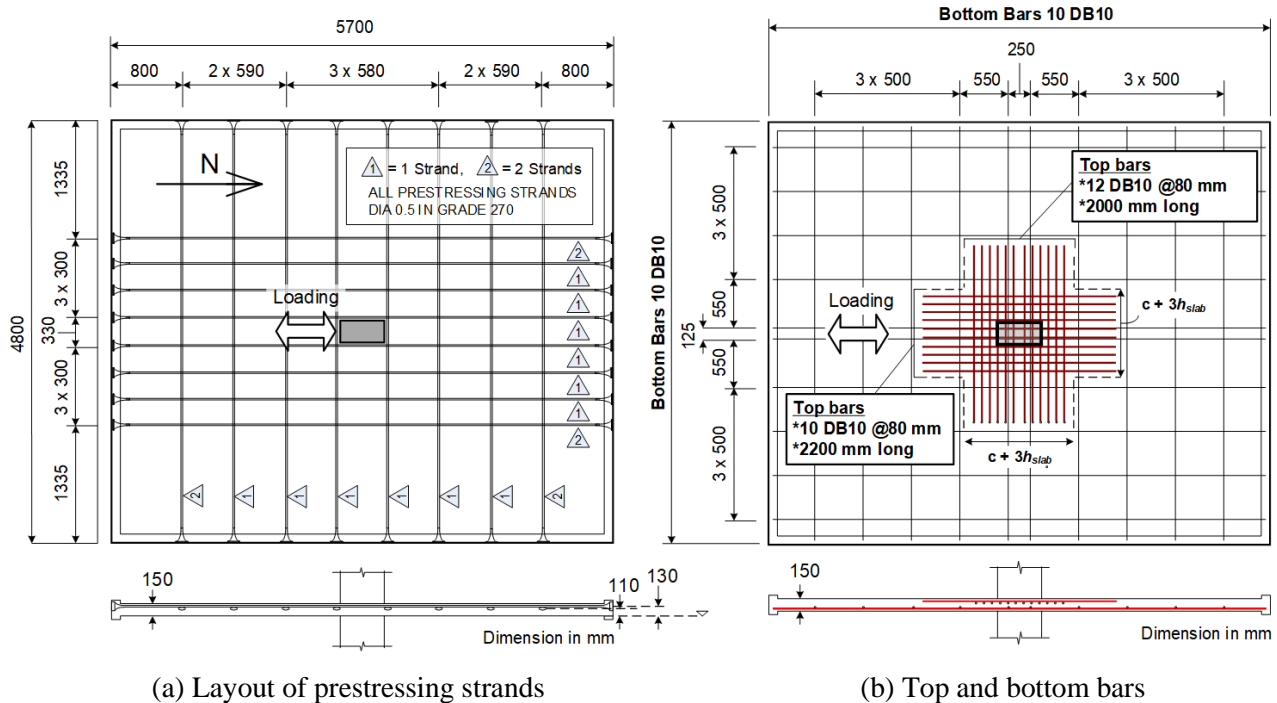 5700
800
2 x 590
3 x 580
2 x 590
800
4800
1335
3 x 300
330
3 x 300
1335
N
1 = 1 Strand, 2 = 2 Strands
ALL PRESTRESSING STRANDS
DIA 0.5 IN GRADE 270
Loading
2
1
1
1
1
1
1
2
2
1
1
1
1
1
1
2
150
110
130
Dimension in mm
(a) Layout of prestressing strands
Bottom Bars 10 DB10
250
3 x 500
550
550
3 x 500
Bottom Bars 10 DB10
3 x 500
550
125
550
3 x 500
Top bars
*12 DB10 @80 mm
*2000 mm long
Loading
c + 3hslab
Top bars
*10 DB10 @80 mm
*2200 mm long
c + 3hslab
150
Dimension in mm
(b) Top and bottom bars